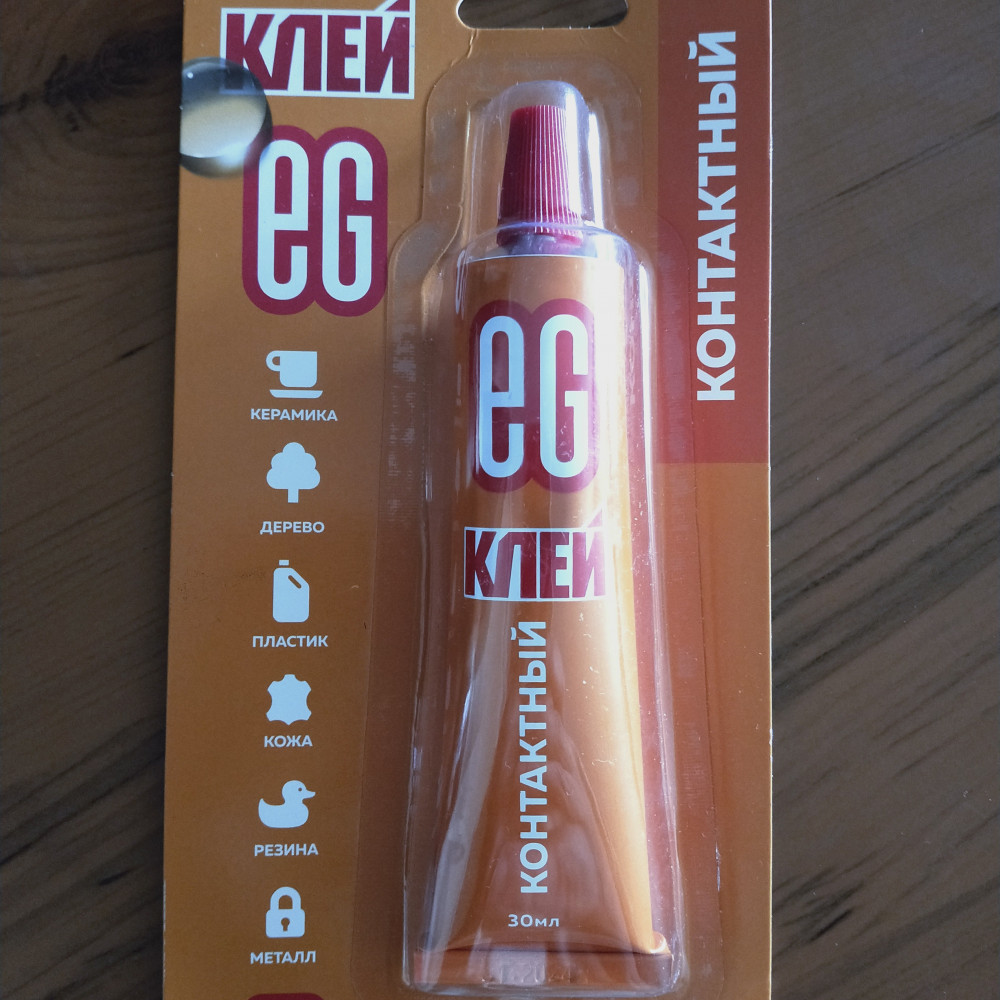 КЛЕЙ
eG
КОНТАКТНЫЙ
КЕРАМИКА
ДЕРЕВО
ПЛАСТИК
КОЖА
РЕЗИНА
МЕТАЛЛ
eG
КЛЕЙ
КОНТАКТНЫЙ
30мл